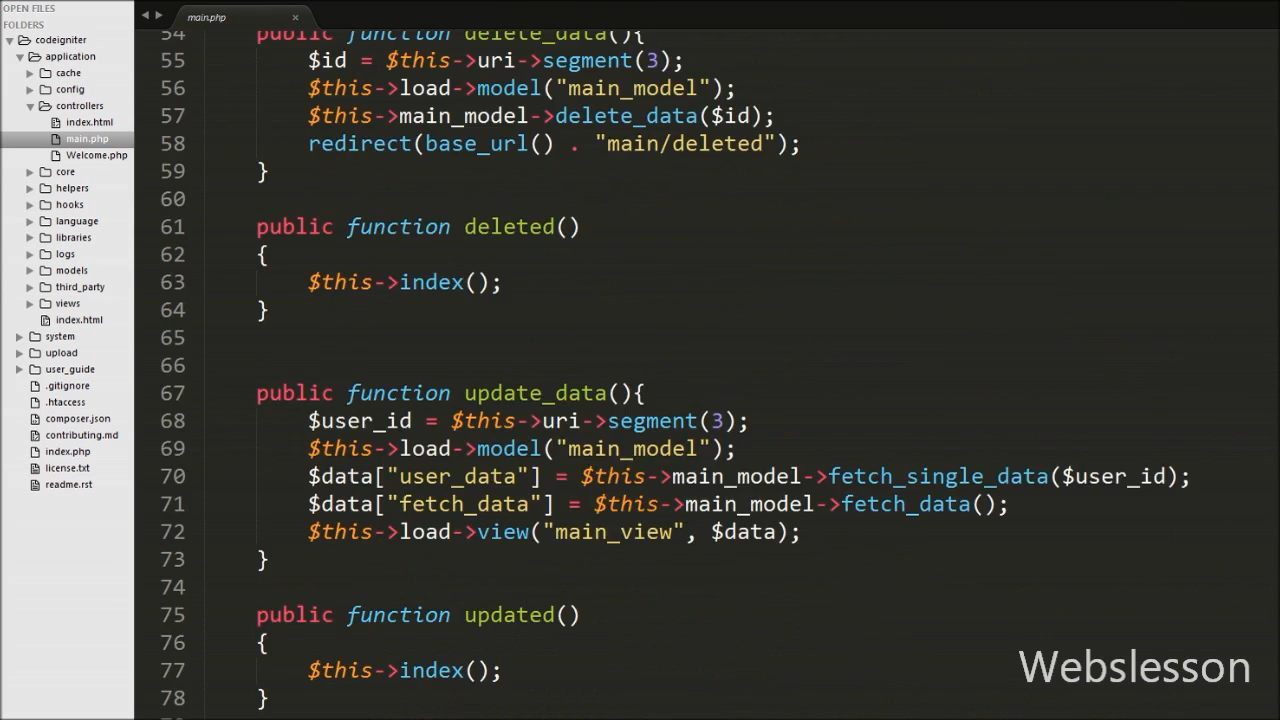 OPEN FILES
FOLDERS
codeigniter
application
cache
config
controllers
index.html
main.php
Welcome.php
core
helpers
hooks
language
libraries
logs
models
third_party
views
index.html
system
upload
user_guide
.gitignore
.htaccess
composer.json
contributing.md
index.php
license.txt
readme.rst
main.php ×
54 public function delete_data(){
55 $id = $this->uri->segment(3);
56 $this->load->model("main_model");
57 $this->main_model->delete_data($id);
58 redirect(base_url() . "main/deleted");
59 }
60
61 public function deleted()
62 {
63 $this->index();
64 }
65
66
67 public function update_data(){
68 $user_id = $this->uri->segment(3);
69 $this->load->model("main_model");
70 $data["user_data"] = $this->main_model->fetch_single_data($user_id);
71 $data["fetch_data"] = $this->main_model->fetch_data();
72 $this->load->view("main_view", $data);
73 }
74
75 public function updated()
76 {
77 $this->index();
78 }
Webslesson